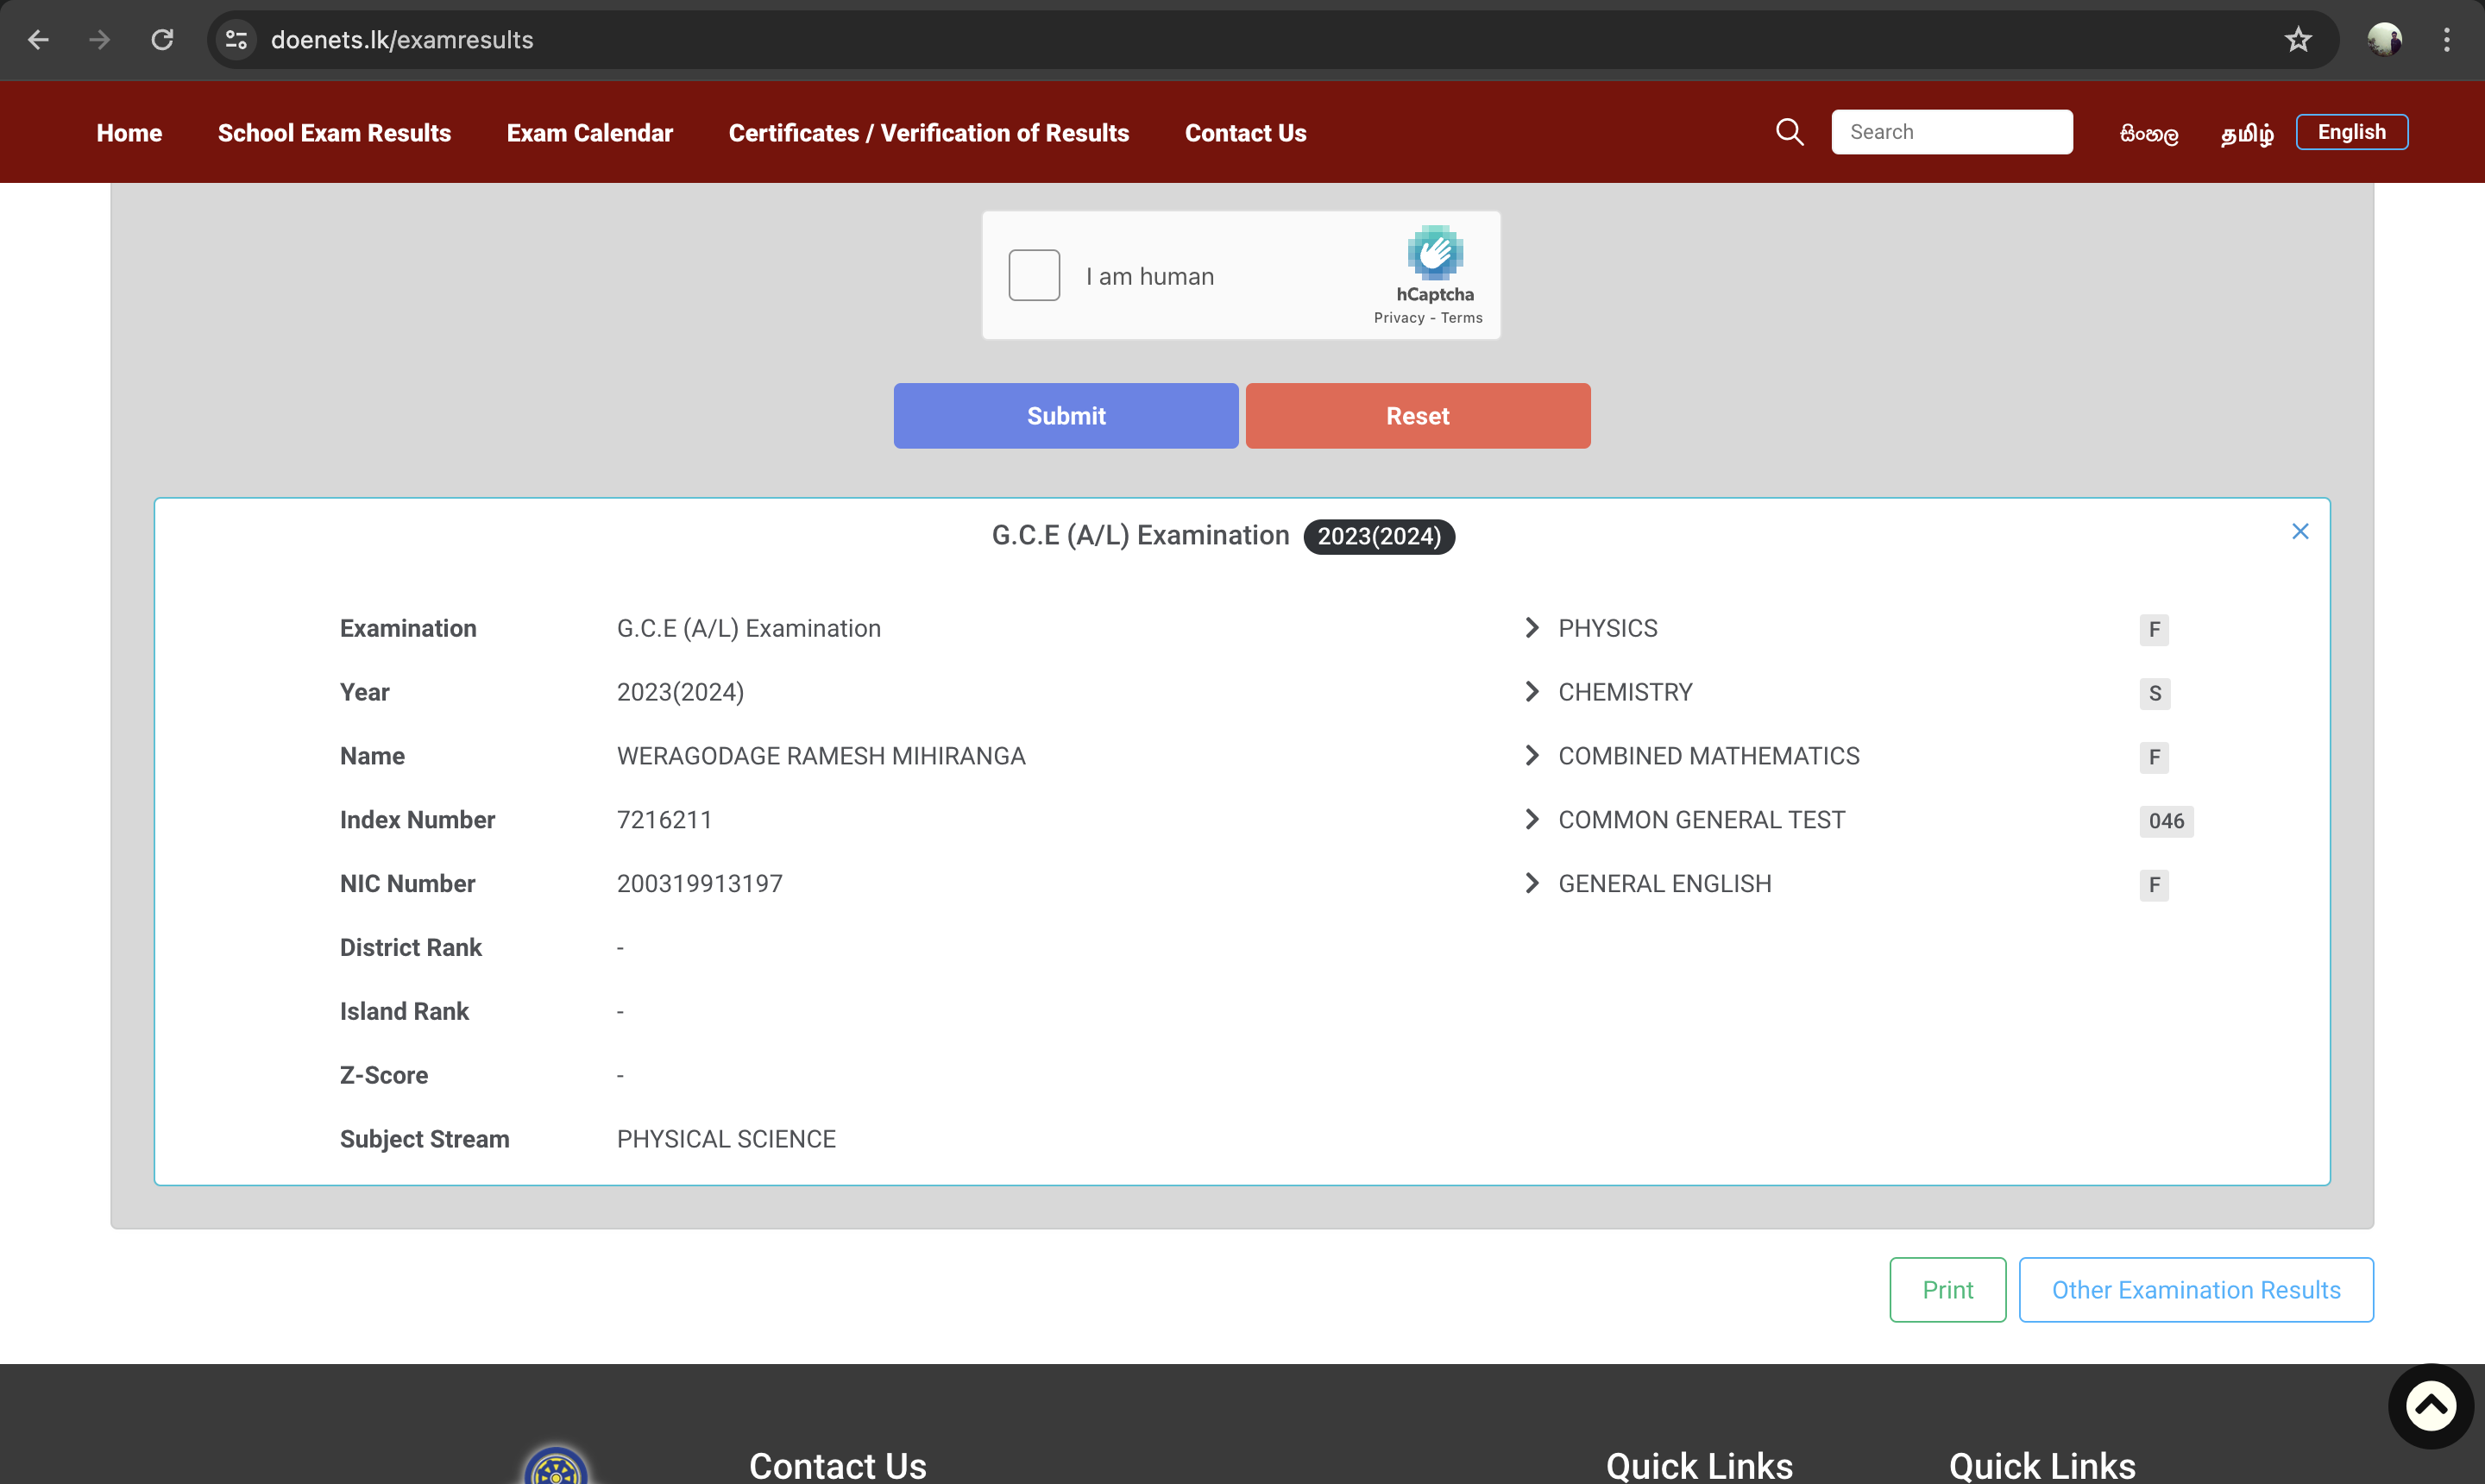 doenets.lk/examresults
Home School Exam Results Exam Calendar Certificates / Verification of Results Contact Us Search සිංහල தமிழ் English
I am human
hCaptcha
Privacy - Terms
Submit Reset
G.C.E (A/L) Examination 2023(2024)
Examination G.C.E (A/L) Examination PHYSICS F
Year 2023(2024) CHEMISTRY S
Name WERAGODAGE RAMESH MIHIRANGA COMBINED MATHEMATICS F
Index Number 7216211 COMMON GENERAL TEST 046
NIC Number 200319913197 GENERAL ENGLISH F
District Rank -
Island Rank -
Z-Score -
Subject Stream PHYSICAL SCIENCE
Print Other Examination Results
Contact Us Quick Links Quick Links